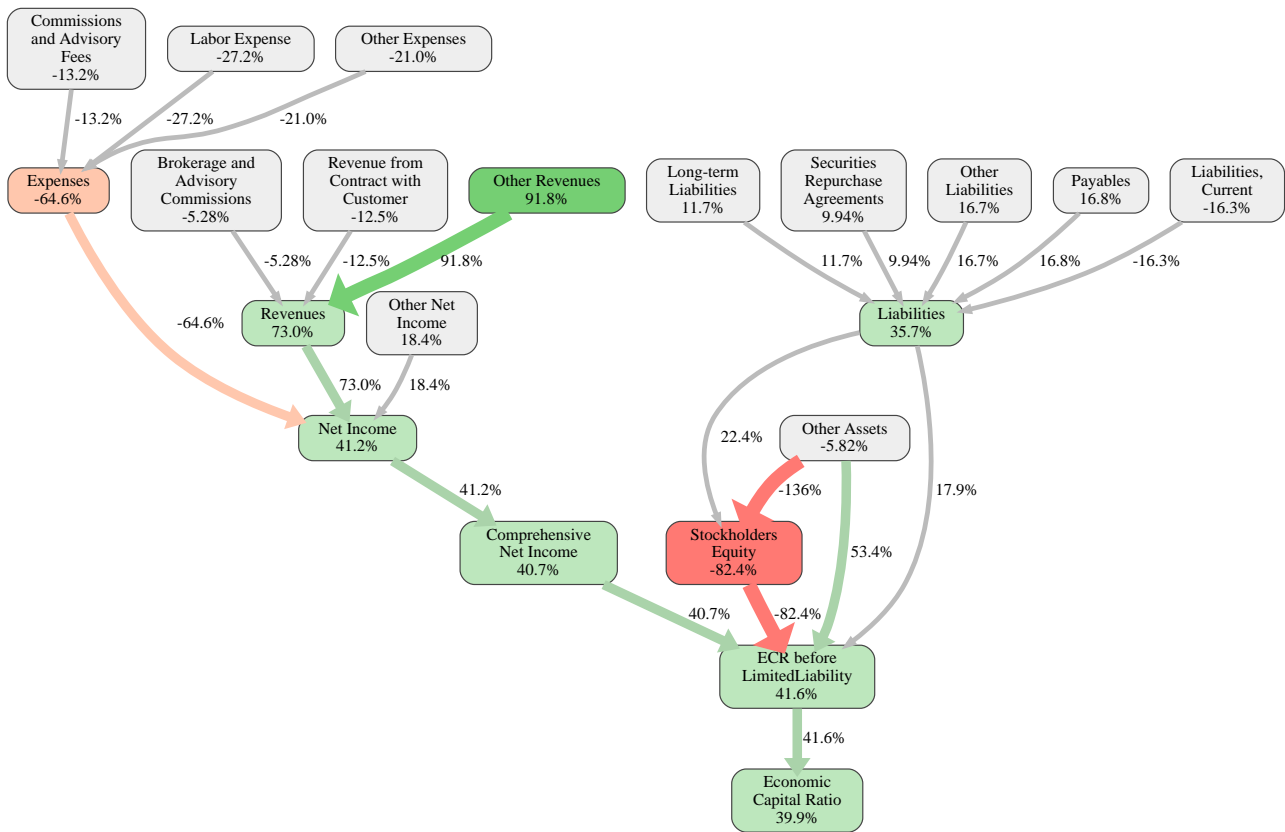 Commissions
and Advisory
Fees
-13.2%
Labor Expense
-27.2%
Other Expenses
-21.0%
-13.2%
-27.2%
-21.0%
Expenses
-64.6%
Brokerage and
Advisory
Commissions
-5.28%
Revenue from
Contract with
Customer
-12.5%
Other Revenues
91.8%
Long-term
Liabilities
11.7%
Securities
Repurchase
Agreements
9.94%
Other
Liabilities
16.7%
Payables
16.8%
Liabilities,
Current
-16.3%
-5.28%
-12.5%
91.8%
11.7%
9.94%
16.7%
16.8%
-16.3%
-64.6%
Revenues
73.0%
Other Net
Income
18.4%
Liabilities
35.7%
73.0%
18.4%
Net Income
41.2%
22.4%
Other Assets
-5.82%
17.9%
41.2%
-136%
53.4%
Comprehensive
Net Income
40.7%
Stockholders
Equity
-82.4%
40.7%
-82.4%
ECR before
LimitedLiability
41.6%
41.6%
Economic
Capital Ratio
39.9%